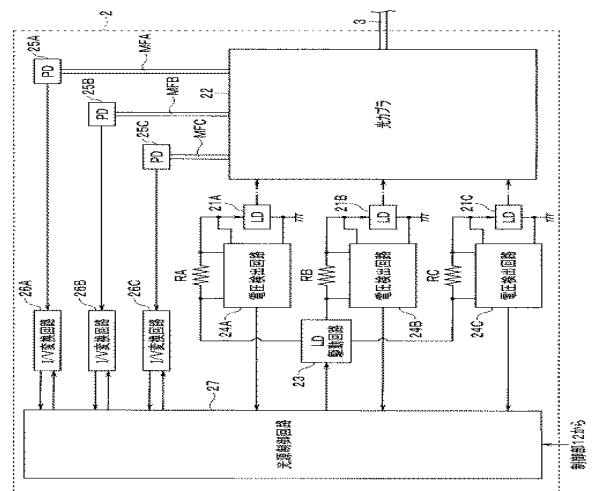 2
25A
PD
MFA
25B
PD
MFB
25C
PD
MFC
22
3
光カプラ
26A
I/V変換回路
26B
I/V変換回路
26C
I/V変換回路
21A
LD
RA
電圧検出回路
24A
21B
LD
RB
電圧検出回路
24B
21C
LD
RC
電圧検出回路
24C
LD
駆動回路
23
27
光源制御回路
制御部12から